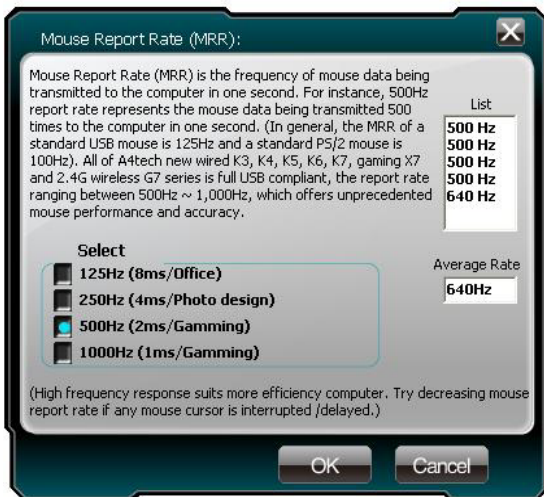 Mouse Report Rate (MRR):
Mouse Report Rate (MRR) is the frequency of mouse data being
transmitted to the computer in one second. For instance, 500Hz
report rate represents the mouse data being transmitted 500
times to the computer in one second. (In general, the MRR of a
standard USB mouse is 125Hz and a standard PS/2 mouse is
100Hz). All of A4tech new wired K3, K4, K5, K6, K7, gaming X7
and 2.4G wireless G7 series is full USB compliant, the report rate
ranging between 500Hz ~ 1,000Hz, which offers unprecedented
mouse performance and accuracy.
List
500 Hz
500 Hz
500 Hz
500 Hz
640 Hz
Select
125Hz (8ms/Office)
250Hz (4ms/Photo design)
500Hz (2ms/Gamming)
1000Hz (1ms/Gamming)
Average Rate
640Hz
(High frequency response suits more efficiency computer. Try decreasing mouse
report rate if any mouse cursor is interrupted /delayed.)
OK
Cancel